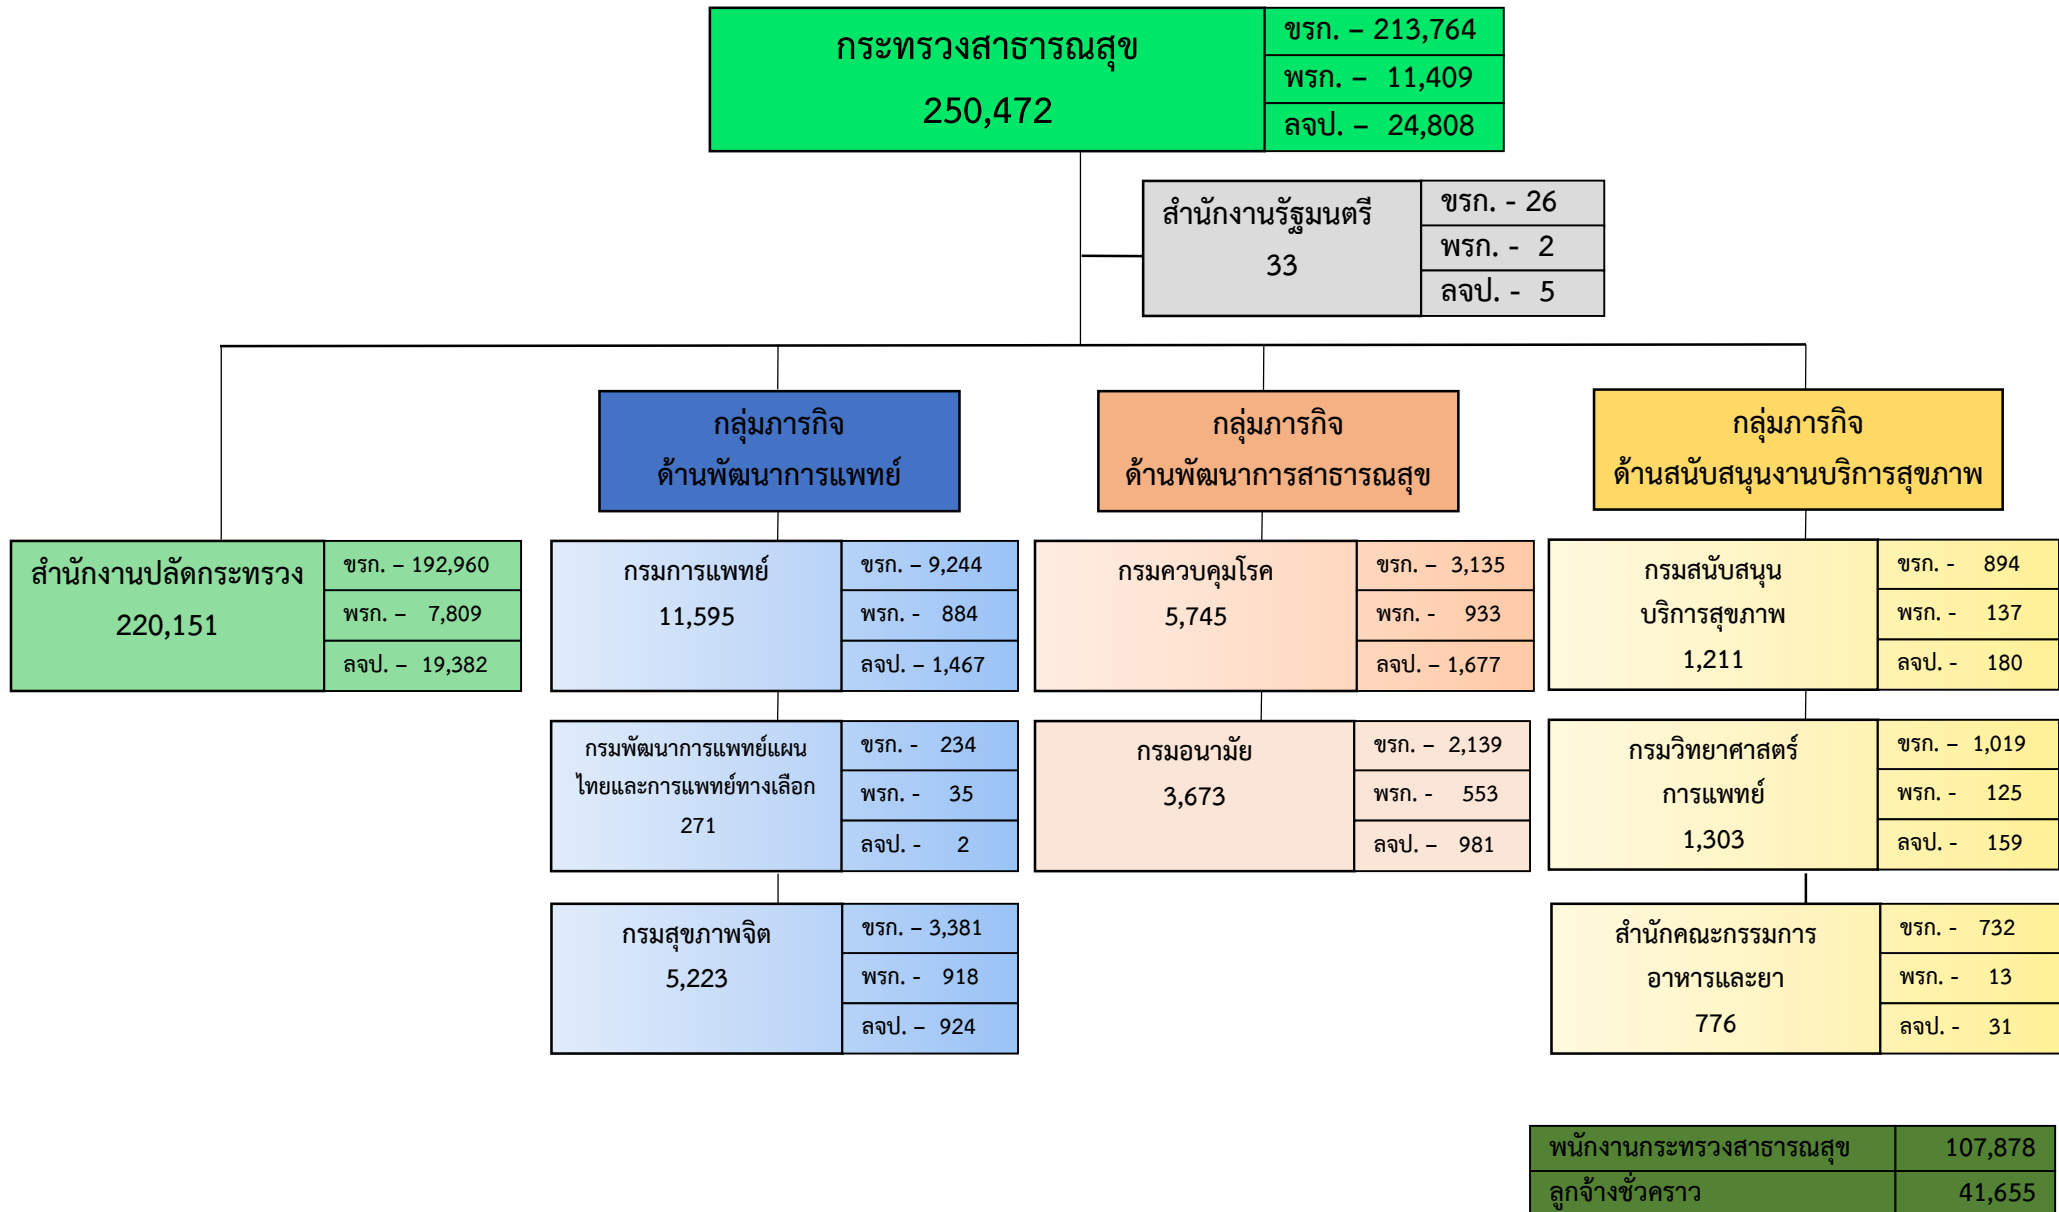 กระทรวงสาธารณสุข
250,472
ขรก. – 213,764
พรก. – 11,409
ลจป. – 24,808
สำนักงานรัฐมนตรี
33
ขรก. - 26
พรก. - 2
ลจป. - 5
กลุ่มภารกิจ
ด้านพัฒนาการแพทย์
กลุ่มภารกิจ
ด้านพัฒนาการสาธารณสุข
กลุ่มภารกิจ
ด้านสนับสนุนงานบริการสุขภาพ
สำนักงานปลัดกระทรวง
220,151
ขรก. – 192,960
พรก. – 7,809
ลจป. – 19,382
กรมการแพทย์
11,595
ขรก. – 9,244
พรก. - 884
ลจป. – 1,467
กรมควบคุมโรค
5,745
ขรก. – 3,135
พรก. - 933
ลจป. – 1,677
กรมสนับสนุน
บริการสุขภาพ
1,211
ขรก. - 894
พรก. - 137
ลจป. - 180
กรมพัฒนาการแพทย์แผน
ไทยและการแพทย์ทางเลือก
271
ขรก. - 234
พรก. - 35
ลจป. - 2
กรมอนามัย
3,673
ขรก. – 2,139
พรก. - 553
ลจป. – 981
กรมวิทยาศาสตร์
การแพทย์
1,303
ขรก. – 1,019
พรก. - 125
ลจป. - 159
กรมสุขภาพจิต
5,223
ขรก. – 3,381
พรก. - 918
ลจป. – 924
สำนักคณะกรรมการ
อาหารและยา
776
ขรก. - 732
พรก. - 13
ลจป. - 31
พนักงานกระทรวงสาธารณสุข 107,878
ลูกจ้างชั่วคราว 41,655